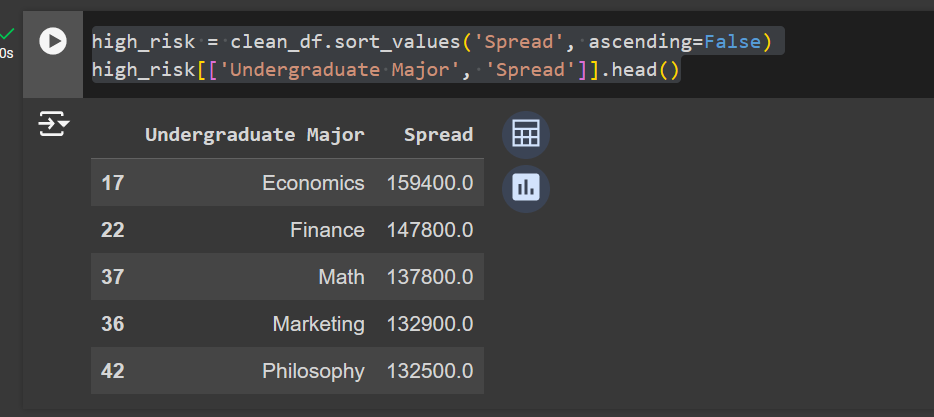 0s
high_risk = clean_df.sort_values('Spread', ascending=False)
high_risk[['Undergraduate Major', 'Spread']].head()
Undergraduate Major Spread
17 Economics 159400.0
22 Finance 147800.0
37 Math 137800.0
36 Marketing 132900.0
42 Philosophy 132500.0